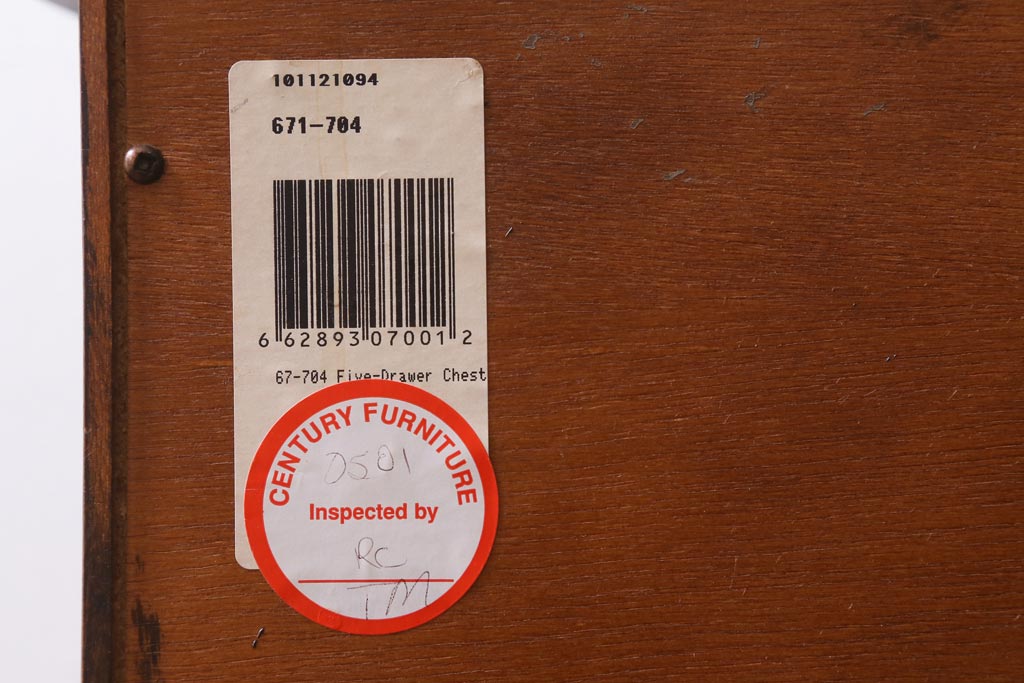 101121094
671-704
6 62893 07001 2
67-704 Five-Drawer Chest
CENTURY FURNITURE
0501
Inspected by
RC
TM